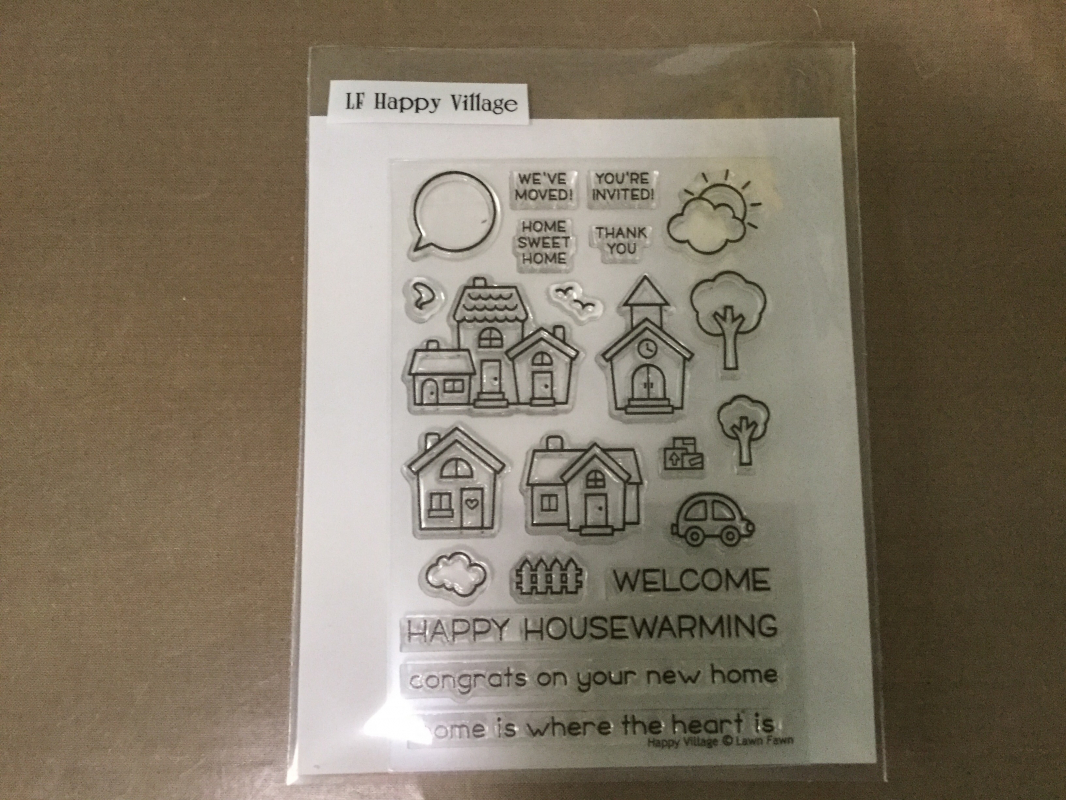 LF Happy Village
WE'VE
MOVED!
YOU'RE
INVITED!
HOME
SWEET
HOME
THANK
YOU
WELCOME
HAPPY HOUSEWARMING
congrats on your new home
home is where the heart is
Happy Village © Lawn Fawn